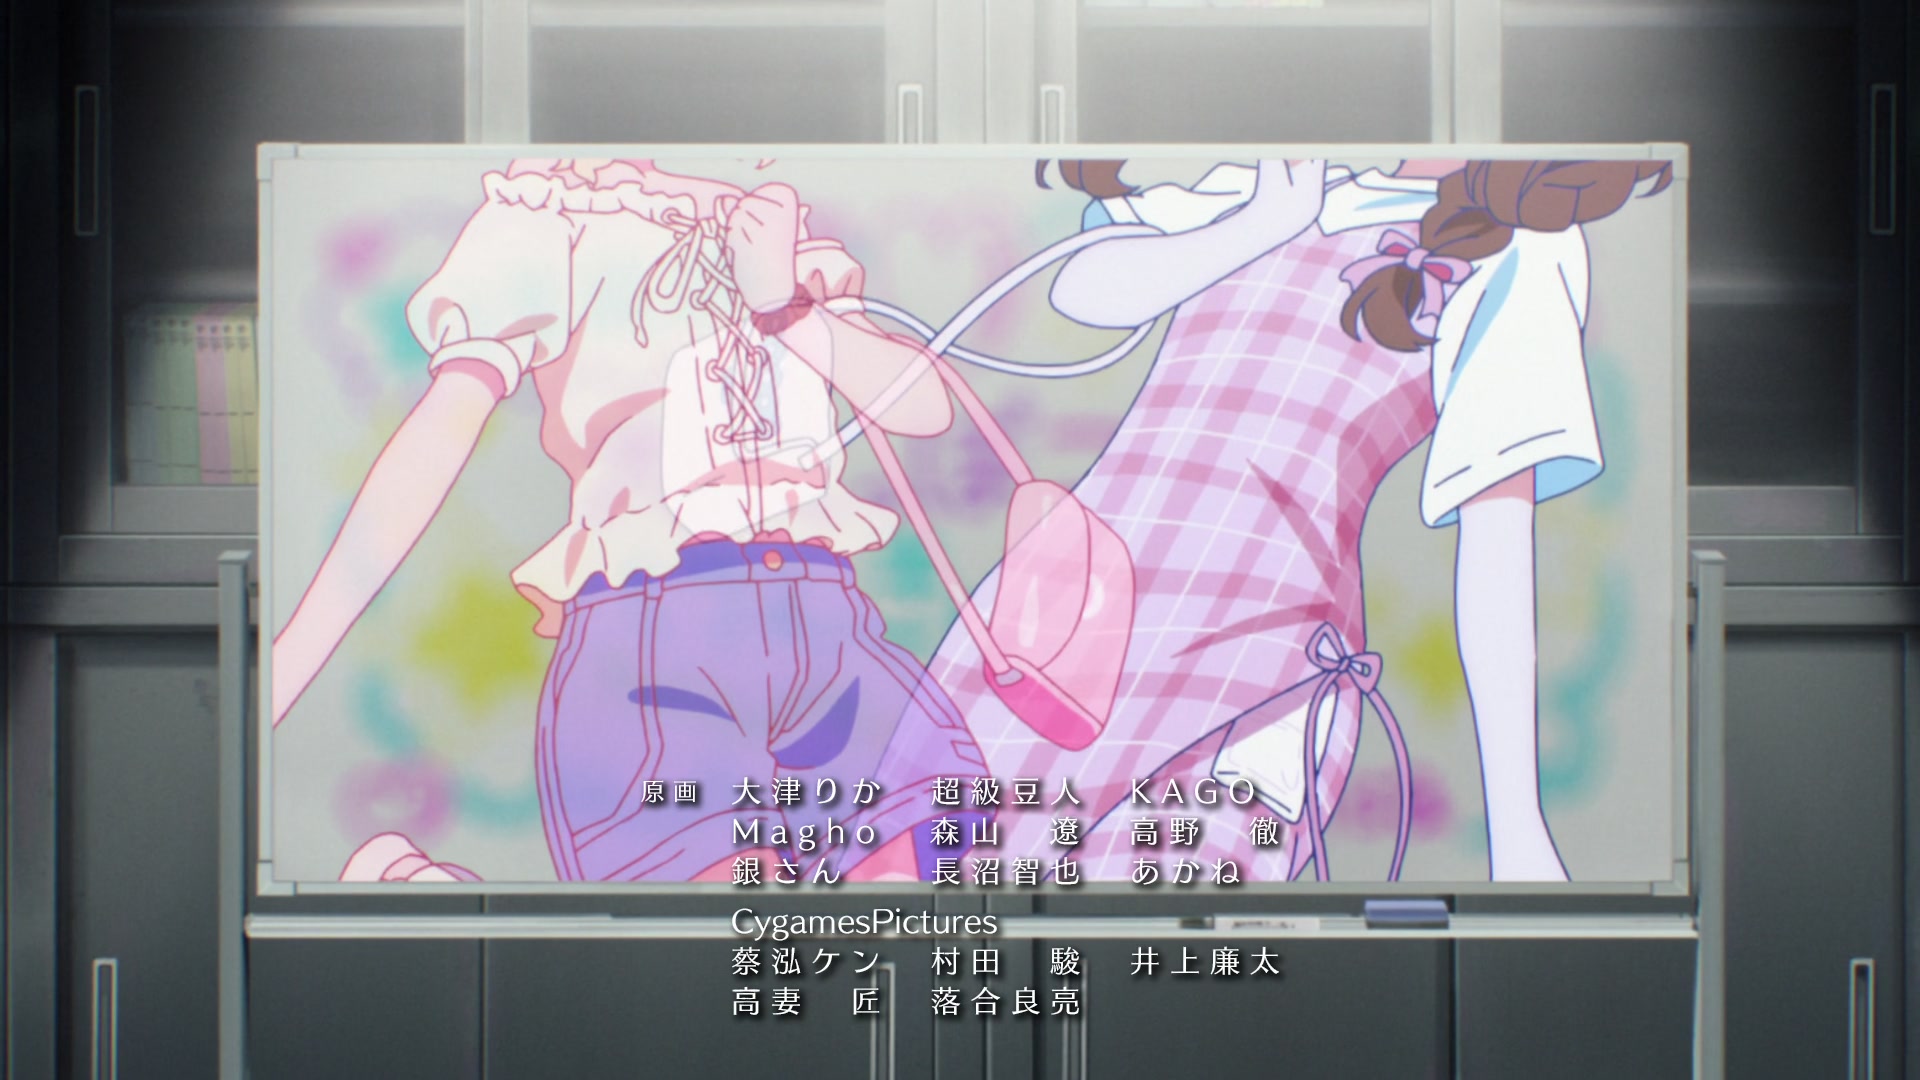 原画 大津りか 超級豆人 KAGO
Magho 森山 遼 高野 徹
銀さん 長沼智也 あかね
CygamesPictures
蔡泓ケン 村田 駿 井上廉太
高妻 匠 落合良亮